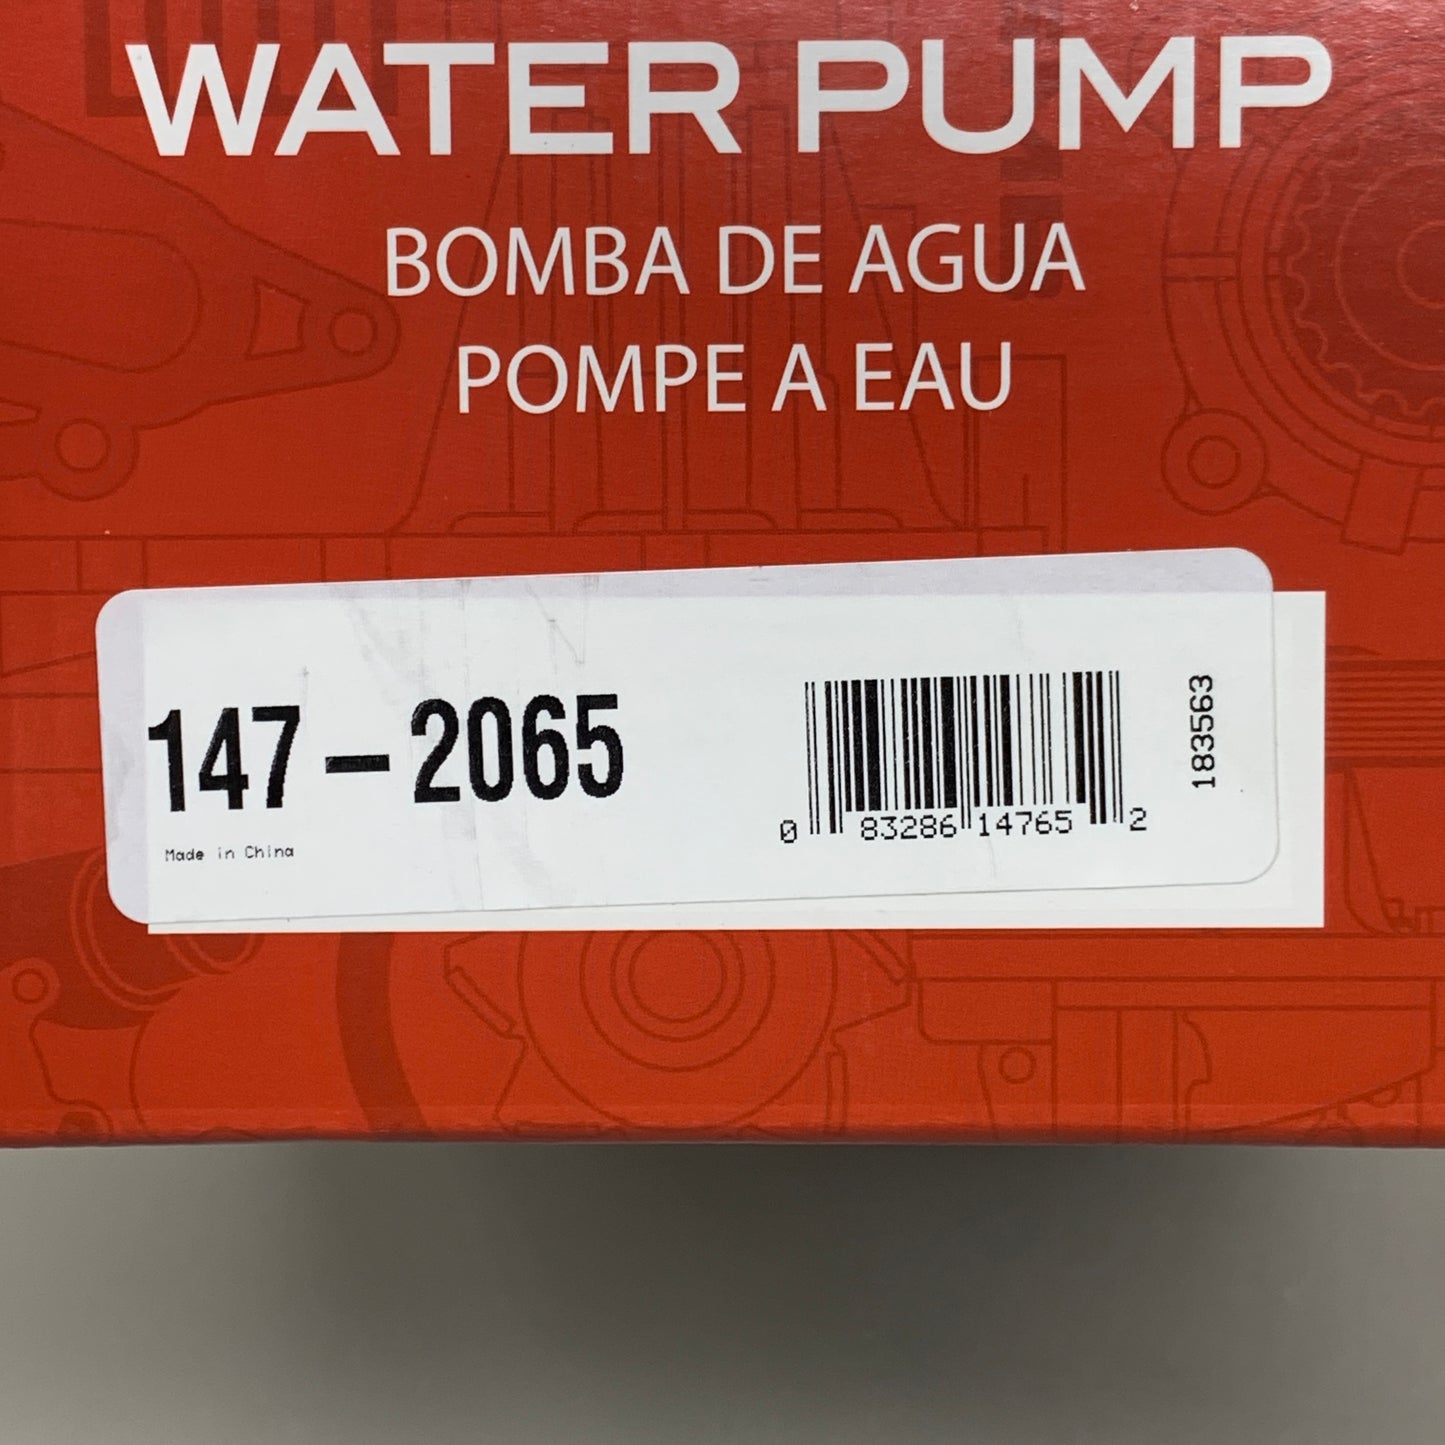 WATER PUMP
BOMBA DE AGUA
POMPE A EAU
147-2065
Made in China
0 83286 14765 2
183563